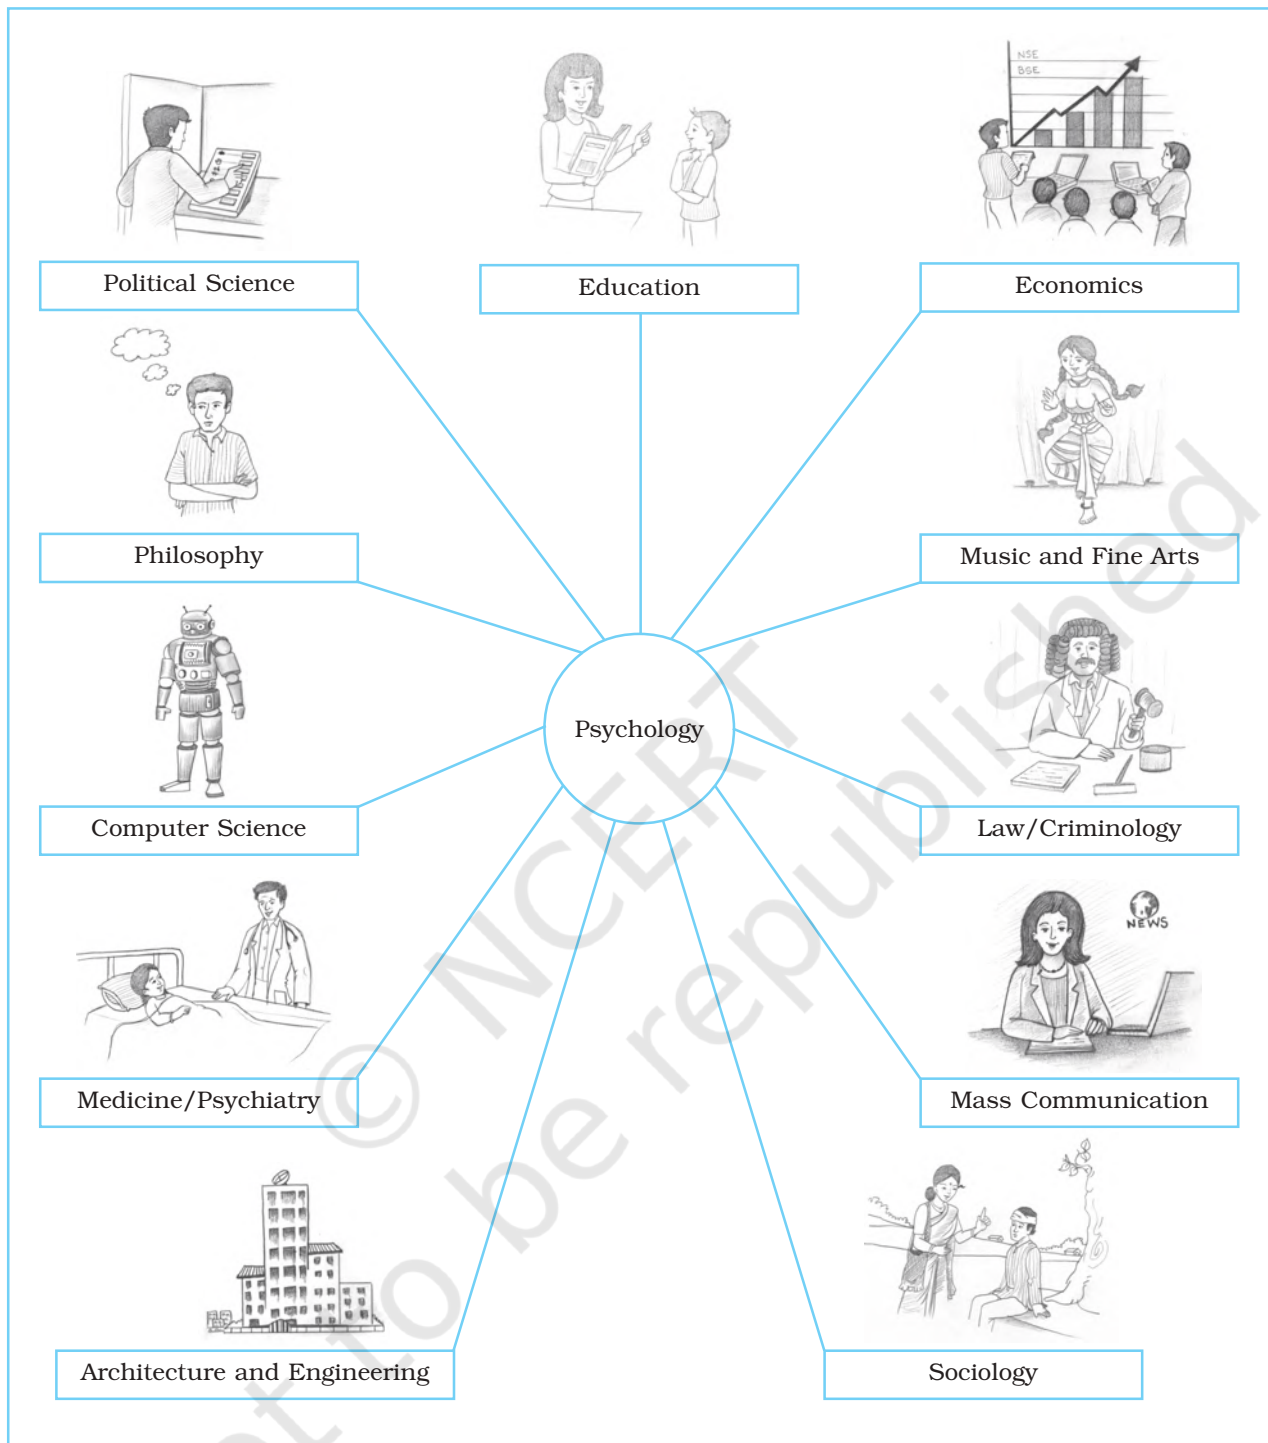 NSE
BSE
Political Science
Education
Economics
Philosophy
Music and Fine Arts
Psychology
Computer Science
Law/Criminology
NEWS
Medicine/Psychiatry
Mass Communication
Architecture and Engineering
Sociology
© NCERT
t to be republished